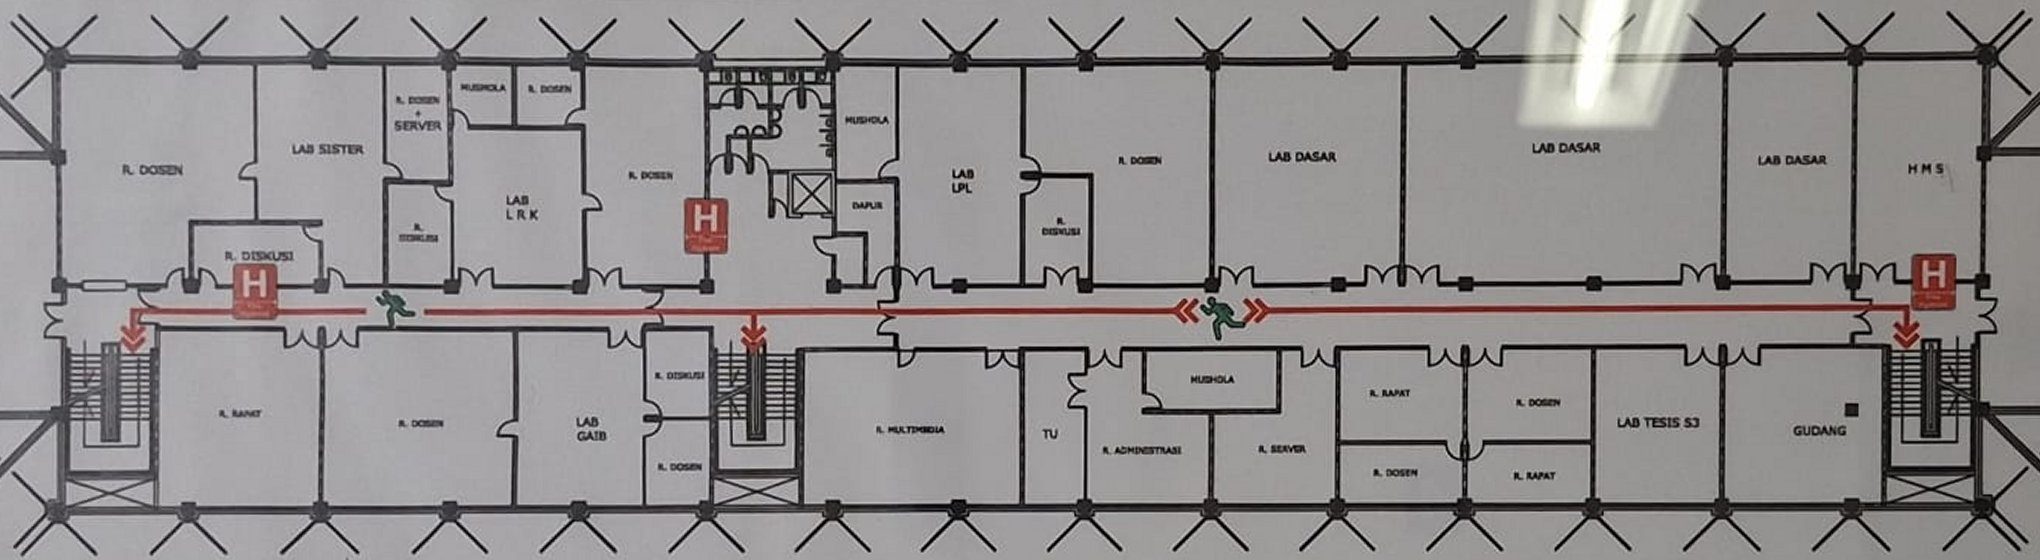 R. DOSEN
LAB SISTER
R. DOSEN
+
SERVER
MUSHOLA
R. DOSEN
R. DISKUSI
R.
DISKUSI
LAB
L R K
R. DOSEN
H
H
MUSHOLA
DAPUR
LAB
LPL
R. DOSEN
R.
DISKUSI
LAB DASAR
LAB DASAR
LAB DASAR
H M S
H
R. RAPAT
R. DOSEN
LAB
GAIB
R. DISKUSI
R. DOSEN
R. MULTIMEDIA
TU
MUSHOLA
R. ADMINISTRASI
R. SERVER
R. RAPAT
R. DOSEN
R. DOSEN
R. RAPAT
LAB TESIS S3
GUDANG